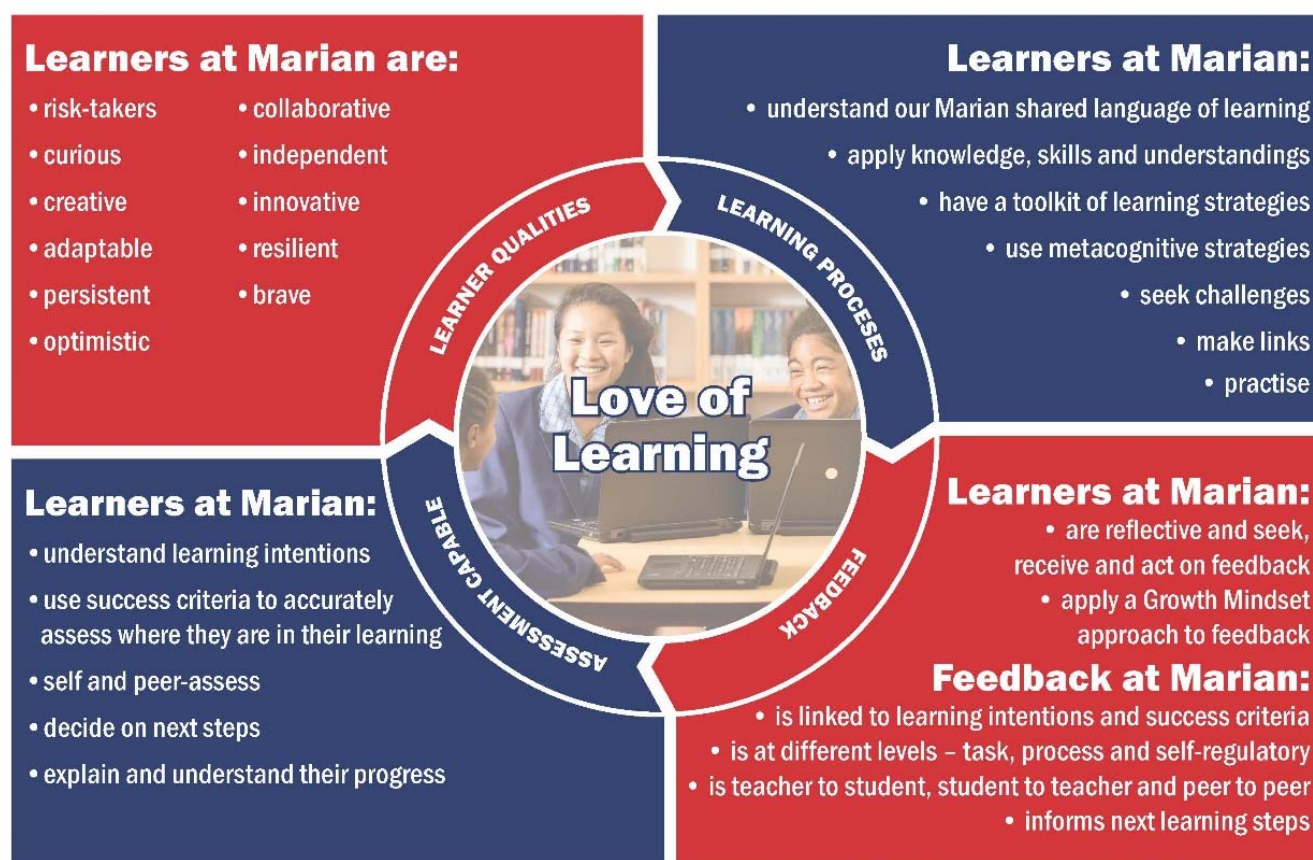 Learners at Marian are:
• risk-takers
• curious
• creative
• adaptable
• persistent
• optimistic
• collaborative
• independent
• innovative
• resilient
• brave
Learners at Marian:
• understand our Marian shared language of learning
• apply knowledge, skills and understandings
• have a toolkit of learning strategies
• use metacognitive strategies
• seek challenges
• make links
• practise
LEARNER QUALITIES
LEARNING PROCESES
Love of
Learning
ASSESSMENT CAPABLE
FEEDBACK
Learners at Marian:
• understand learning intentions
• use success criteria to accurately
assess where they are in their learning
• self and peer-assess
• decide on next steps
• explain and understand their progress
Learners at Marian:
• are reflective and seek,
receive and act on feedback
• apply a Growth Mindset
approach to feedback
Feedback at Marian:
• is linked to learning intentions and success criteria
• is at different levels – task, process and self-regulatory
• is teacher to student, student to teacher and peer to peer
• informs next learning steps